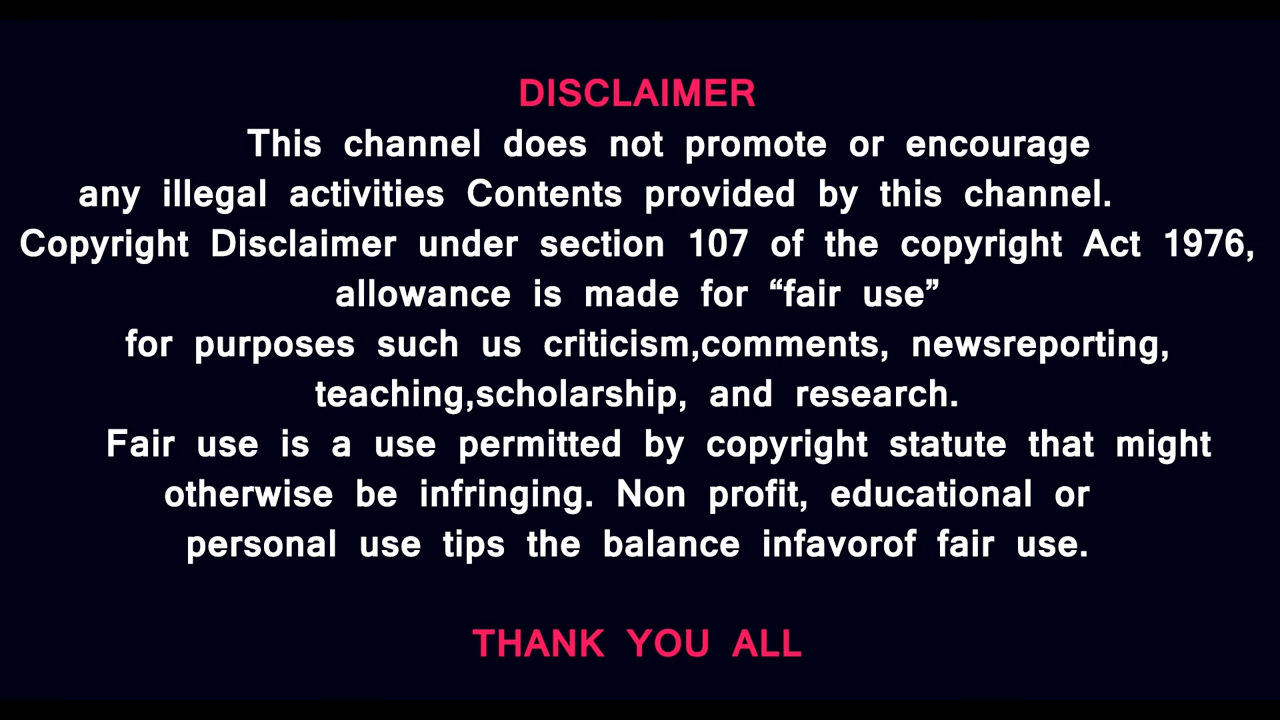 DISCLAIMER
This channel does not promote or encourage
any illegal activities Contents provided by this channel.
Copyright Disclaimer under section 107 of the copyright Act 1976,
allowance is made for “fair use”
for purposes such us criticism,comments, newsreporting,
teaching,scholarship, and research.
Fair use is a use permitted by copyright statute that might
otherwise be infringing. Non profit, educational or
personal use tips the balance infavorof fair use.
THANK YOU ALL